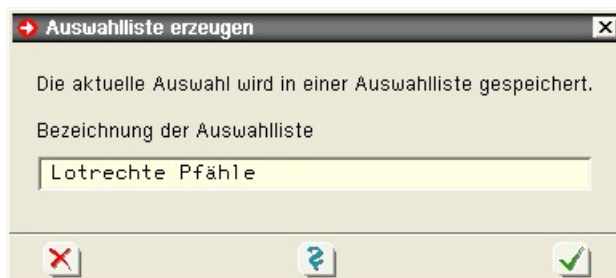 Auswahlliste erzeugen
Die aktuelle Auswahl wird in einer Auswahlliste gespeichert.
Bezeichnung der Auswahlliste
Lotrechte Pfähle